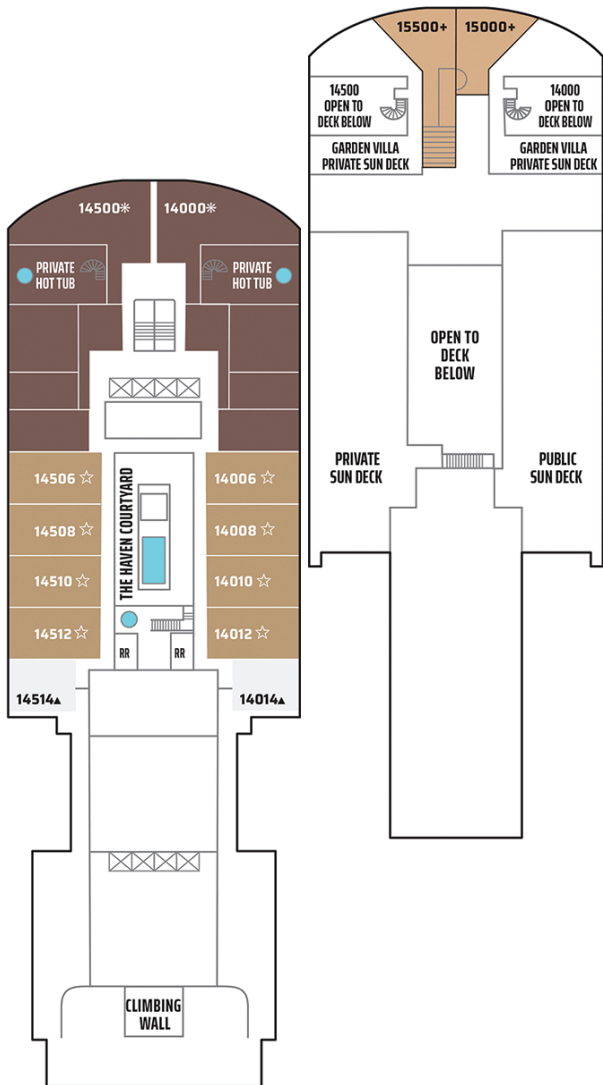 15500+
15000+
14500
OPEN TO
DECK BELOW
14000
OPEN TO
DECK BELOW
GARDEN VILLA
PRIVATE SUN DECK
GARDEN VILLA
PRIVATE SUN DECK
OPEN TO
DECK
BELOW
PRIVATE
SUN DECK
PUBLIC
SUN DECK
14500✳
14000✳
PRIVATE
HOT TUB
PRIVATE
HOT TUB
THE HAVEN COURTYARD
14506☆
14006☆
14508☆
14008☆
14510☆
14010☆
14512☆
14012☆
RR
RR
14514▲
14014▲
CLIMBING
WALL